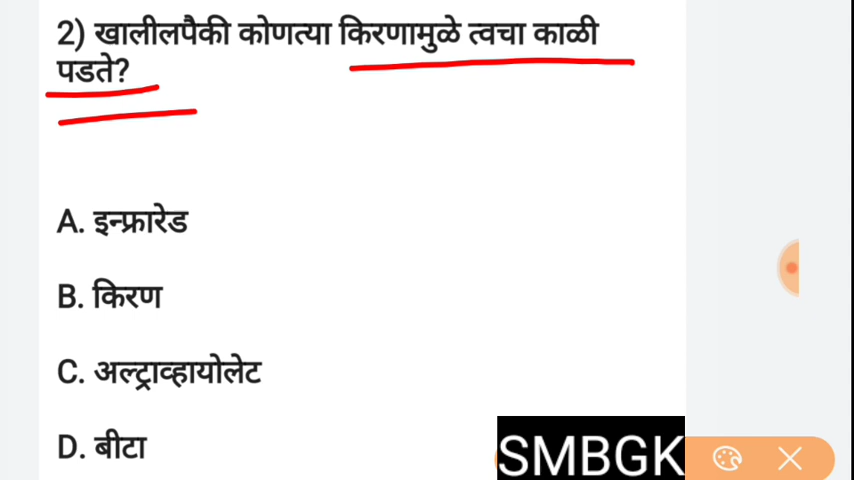 2) खालीलपैकी कोणत्या किरणामुळे त्वचा काळी
पडते?
A. इन्फ्रारेड
B. किरण
C. अल्ट्राव्हायोलेट
D. बीटा
SMBGK